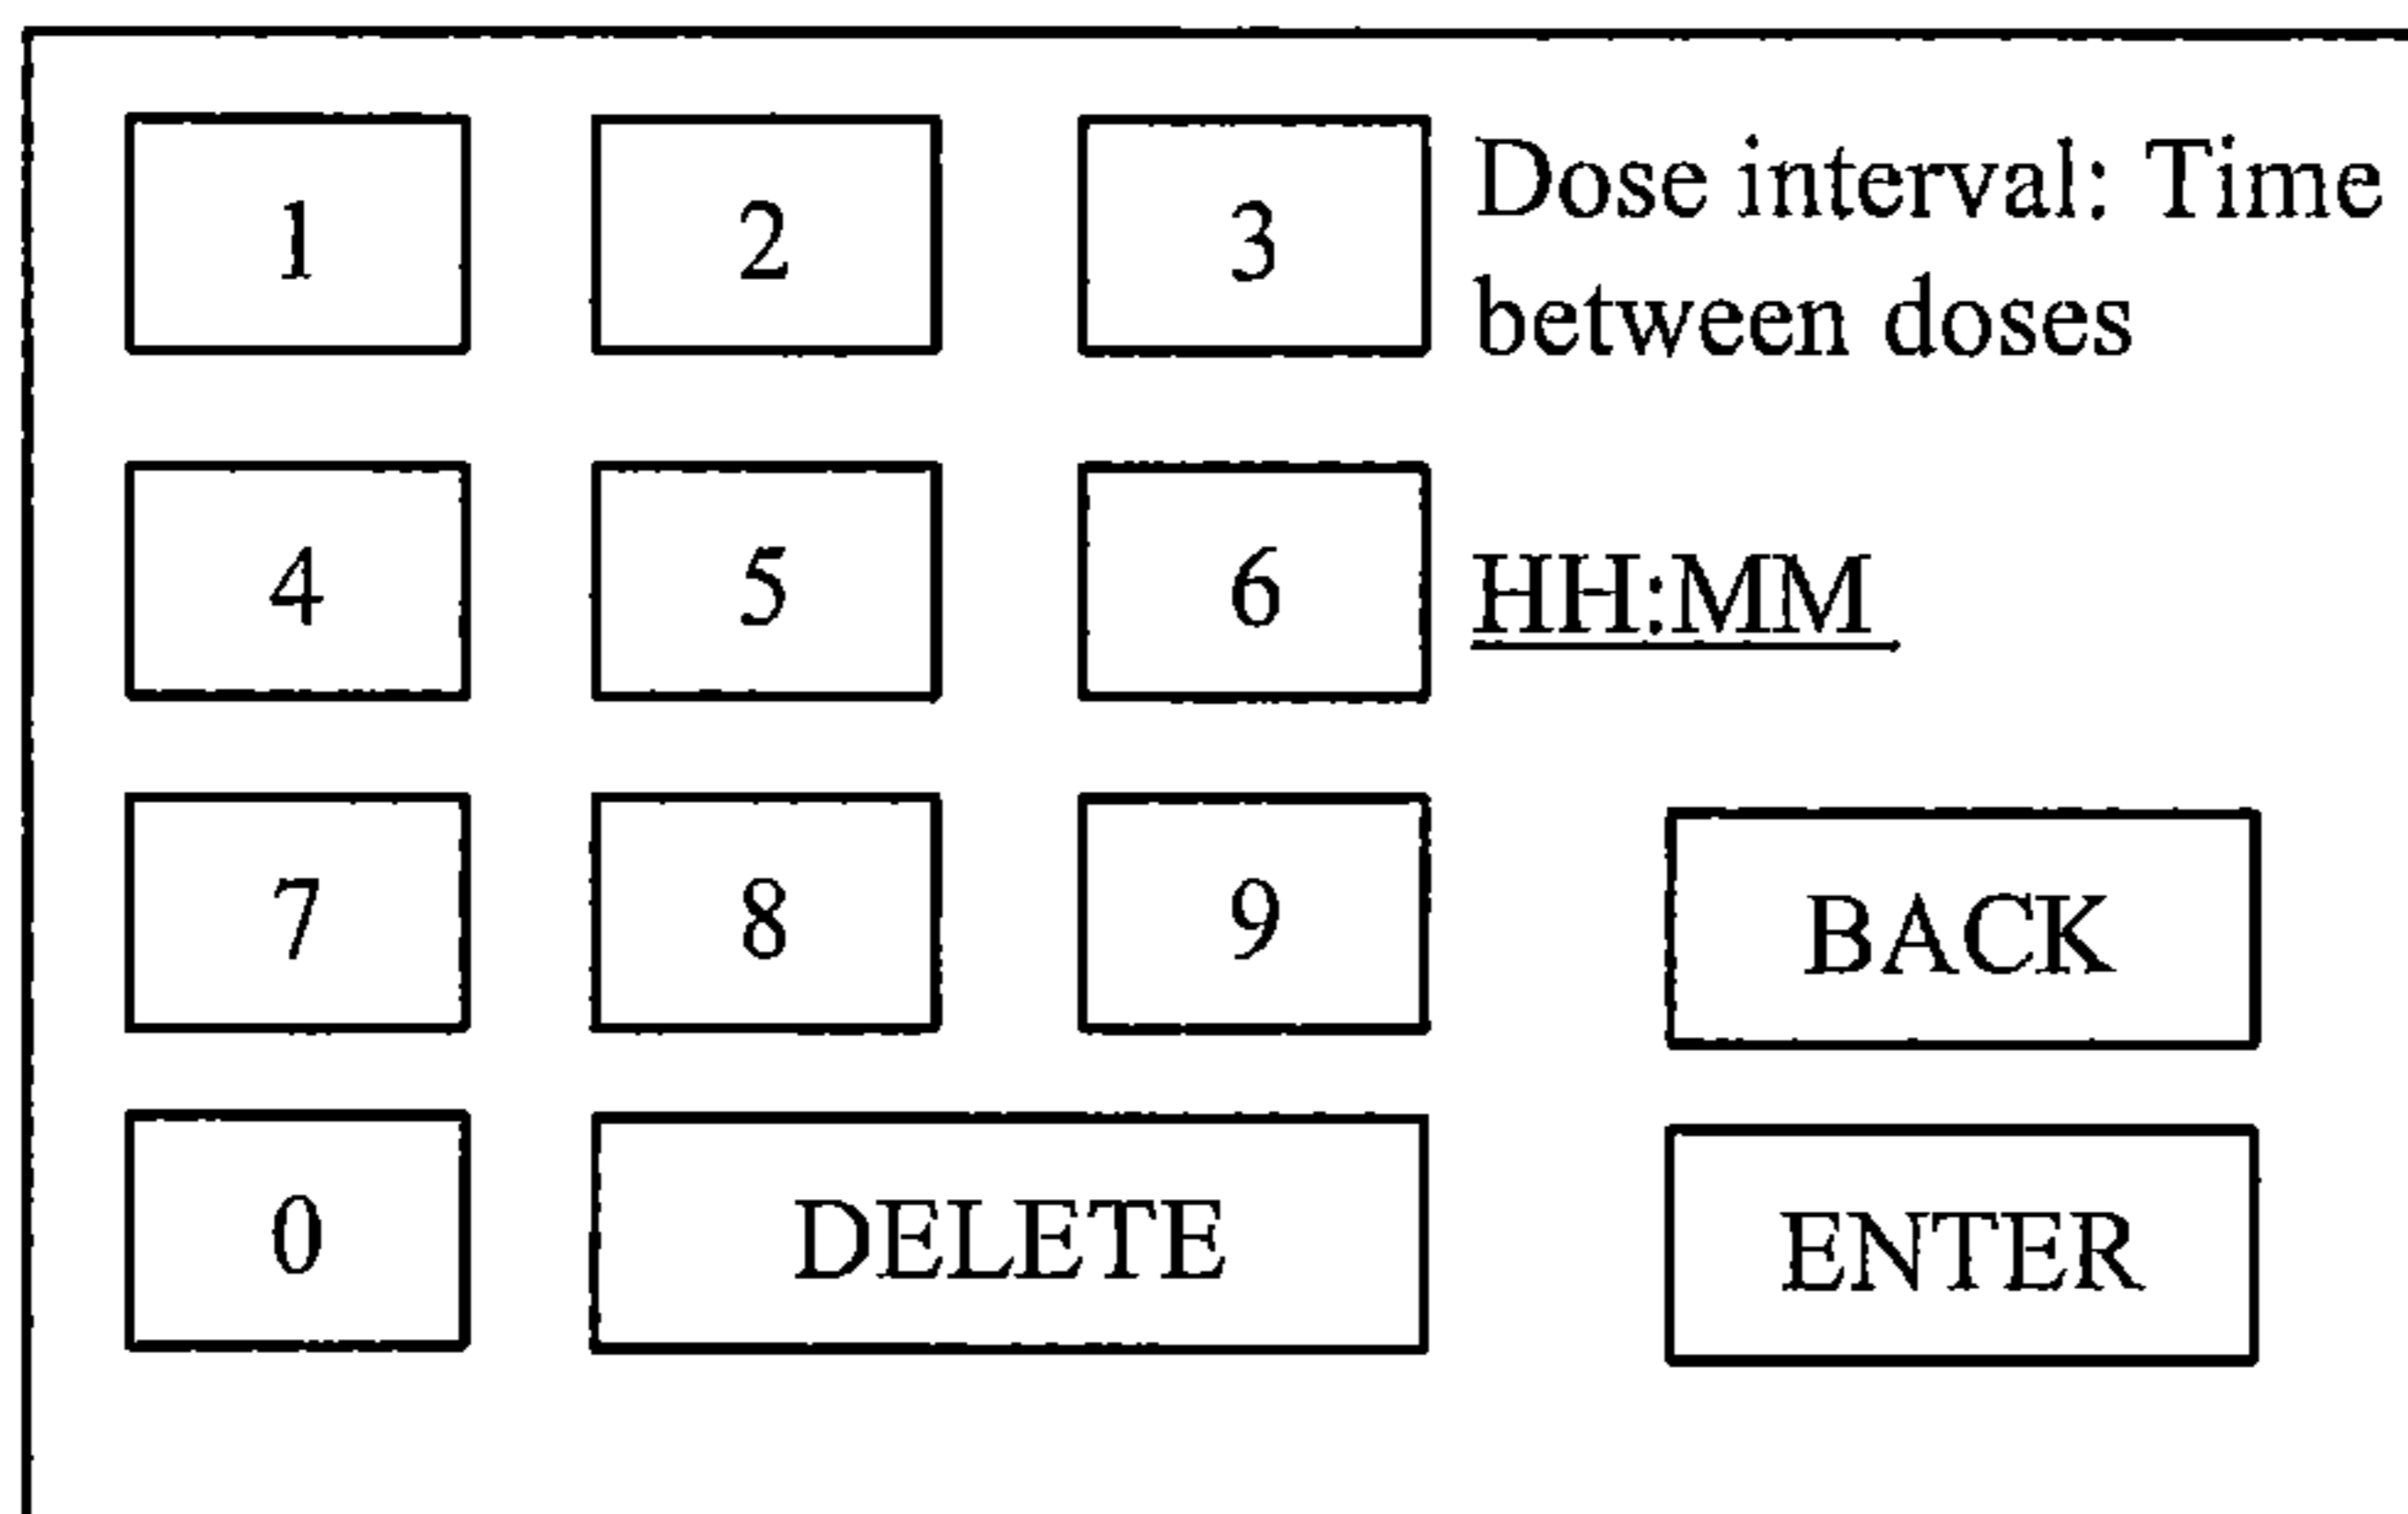 1 2 3 Dose interval: Time
between doses
4 5 6 HH:MM
7 8 9 BACK
0 DELETE ENTER